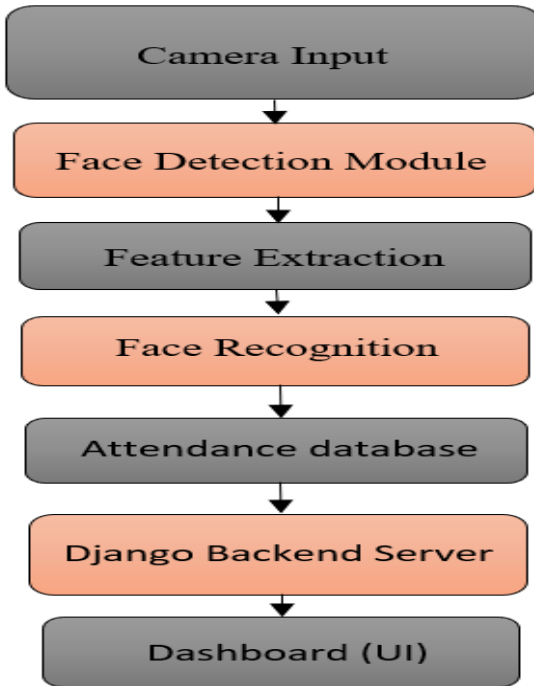 Camera Input
Face Detection Module
Feature Extraction
Face Recognition
Attendance database
Django Backend Server
Dashboard (UI)